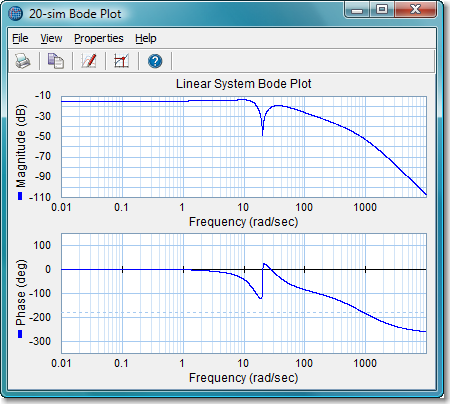 20-sim Bode Plot
File View Properties Help
Linear System Bode Plot
Magnitude (dB)
-10
-30
-50
-70
-90
-110
0.01 0.1 1 10 100 1000
Frequency (rad/sec)
Phase (deg)
100
0
-100
-200
-300
0.01 0.1 1 10 100 1000
Frequency (rad/sec)